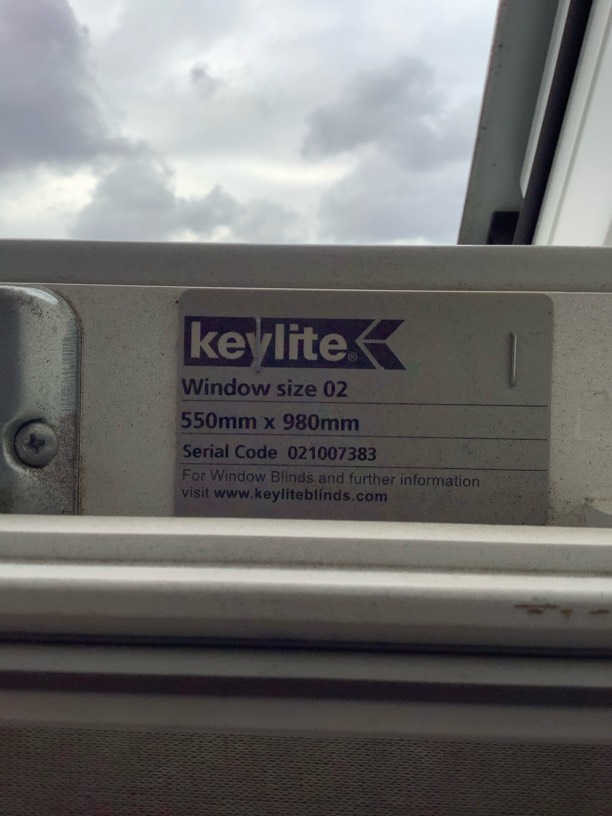 keylite®
Window size 02
550mm x 980mm
Serial Code 021007383
For Window Blinds and further information
visit www.keyliteblinds.com